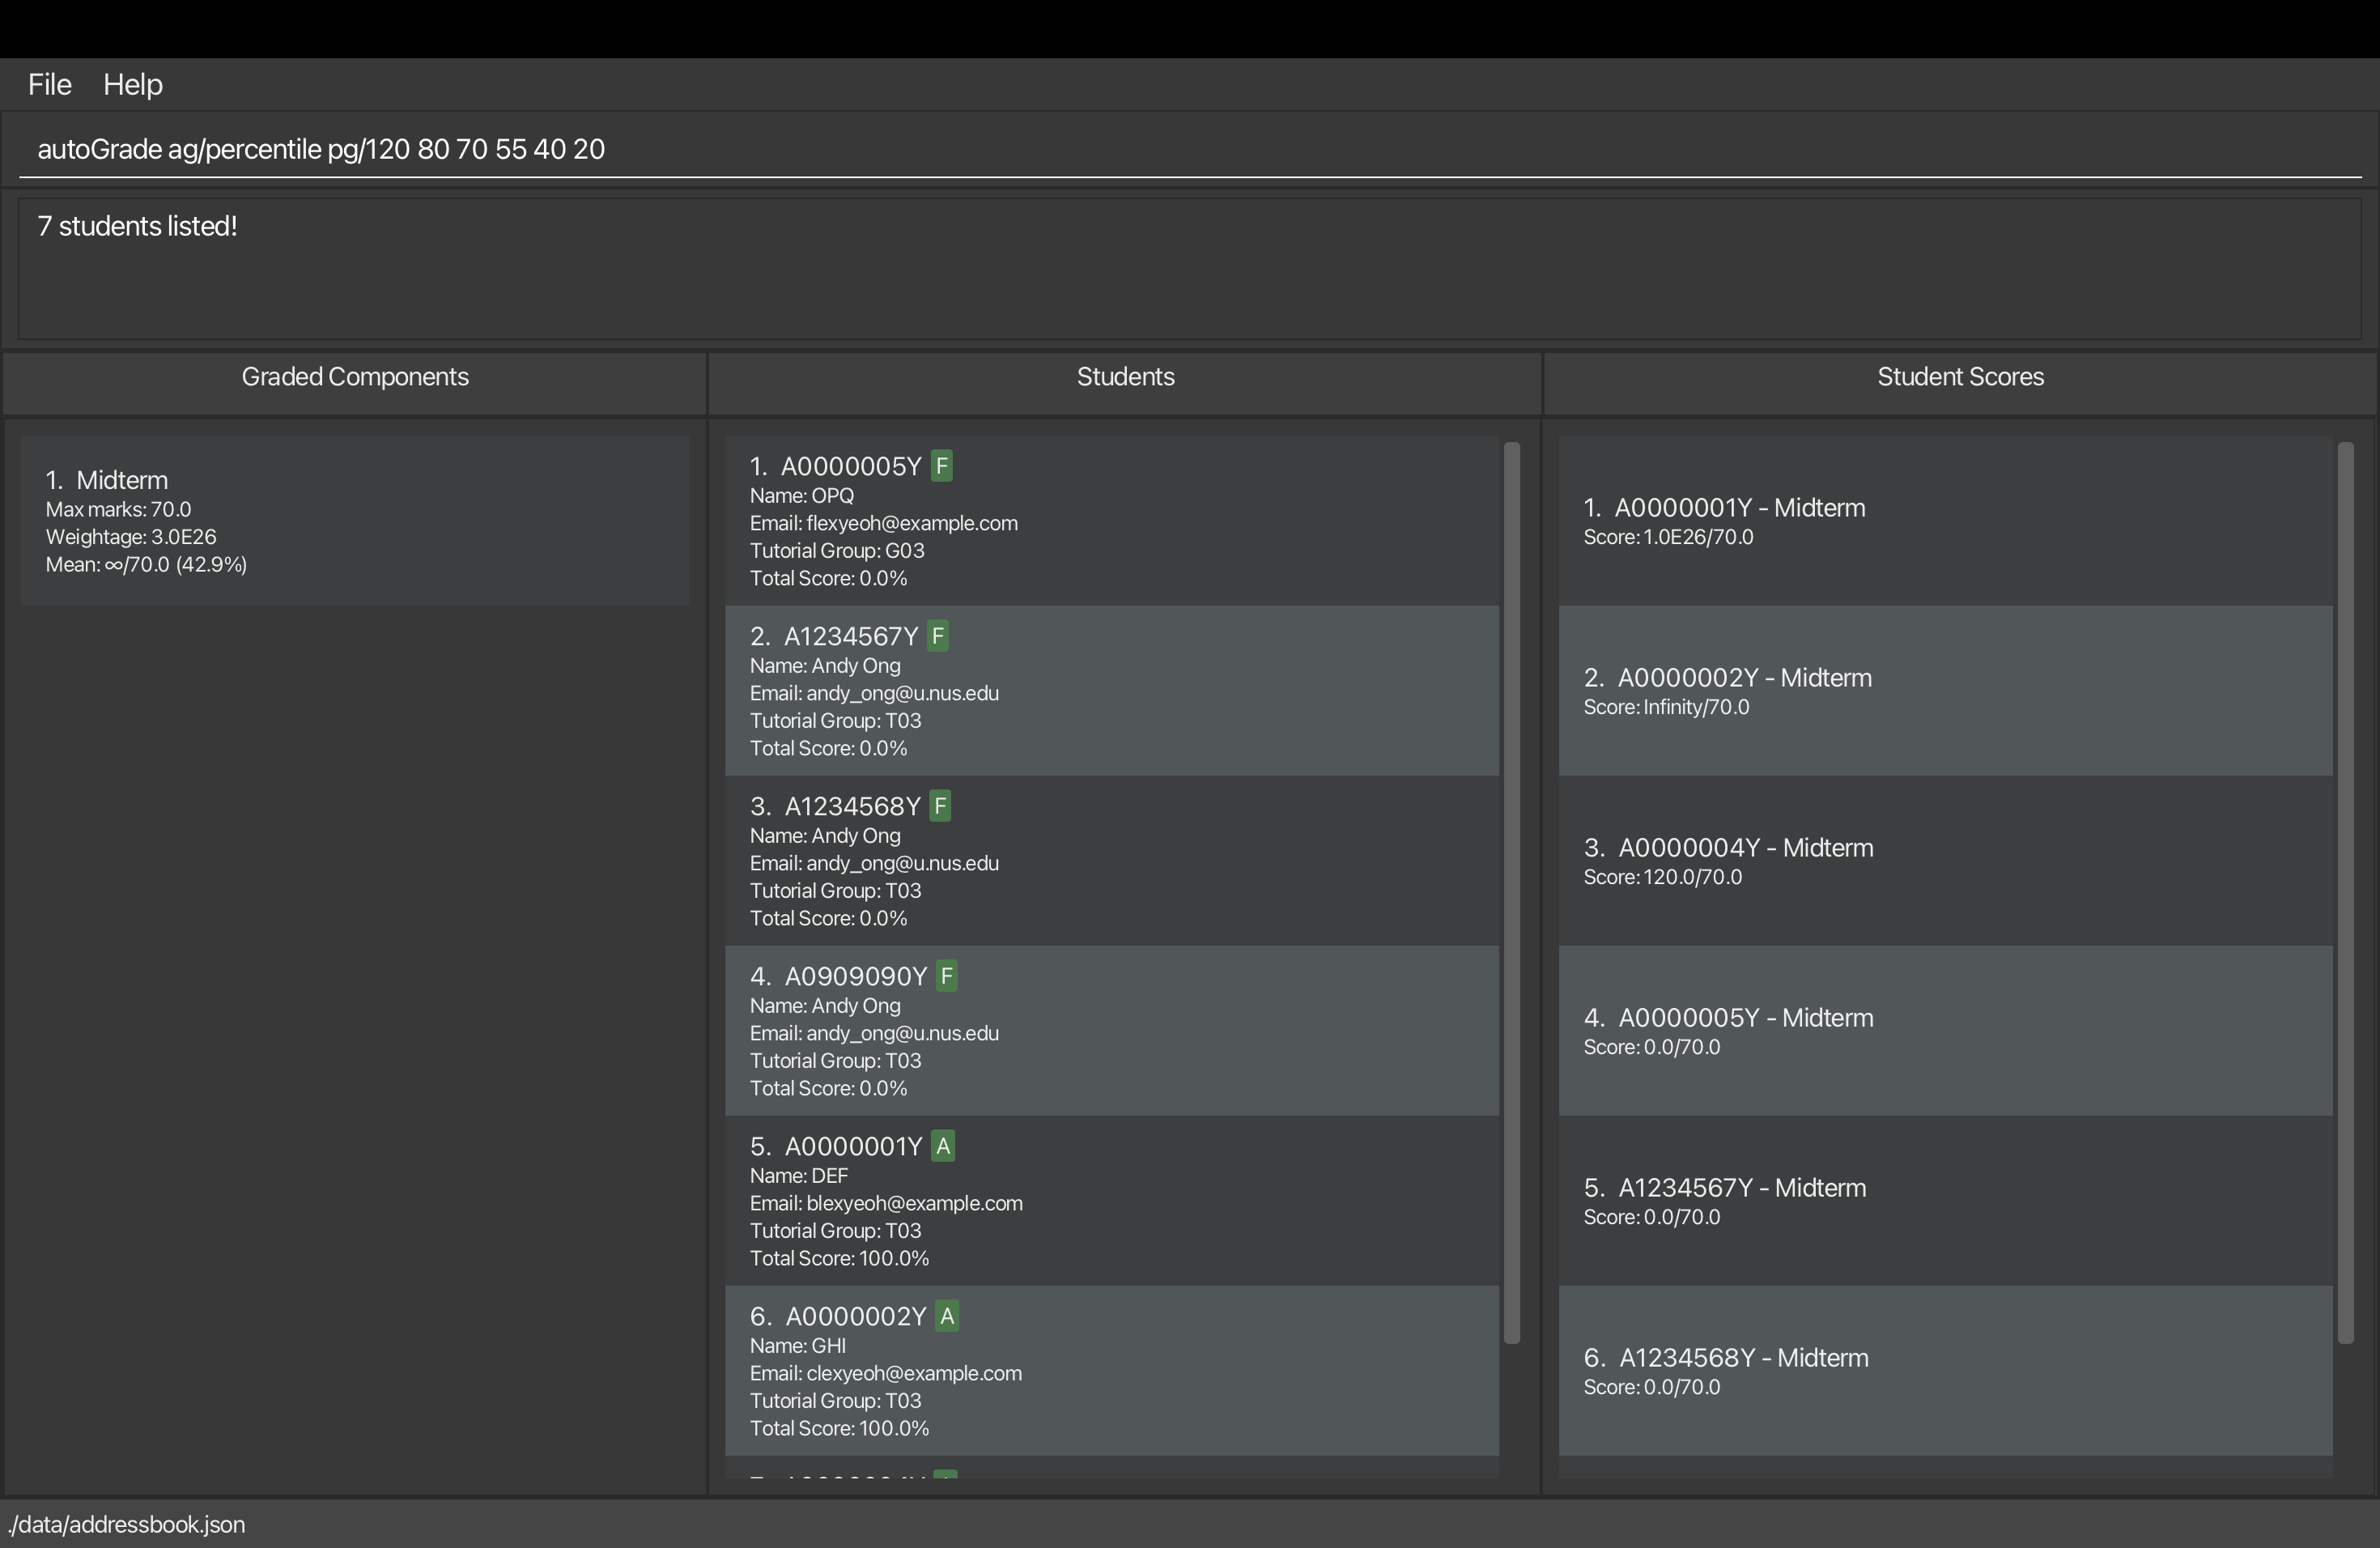 File Help
autoGrade ag/percentile pg/120 80 70 55 40 20
7 students listed!
Graded Components
1. Midterm
Max marks: 70.0
Weightage: 3.0E26
Mean: ∞/70.0 (42.9%)
Students
1. A0000005Y F
Name: OPQ
Email: flexyeoh@example.com
Tutorial Group: G03
Total Score: 0.0%
2. A1234567Y F
Name: Andy Ong
Email: andy_ong@u.nus.edu
Tutorial Group: T03
Total Score: 0.0%
3. A1234568Y F
Name: Andy Ong
Email: andy_ong@u.nus.edu
Tutorial Group: T03
Total Score: 0.0%
4. A0909090Y F
Name: Andy Ong
Email: andy_ong@u.nus.edu
Tutorial Group: T03
Total Score: 0.0%
5. A0000001Y A
Name: DEF
Email: blexyeoh@example.com
Tutorial Group: T03
Total Score: 100.0%
6. A0000002Y A
Name: GHI
Email: clexyeoh@example.com
Tutorial Group: T03
Total Score: 100.0%
Student Scores
1. A0000001Y - Midterm
Score: 1.0E26/70.0
2. A0000002Y - Midterm
Score: Infinity/70.0
3. A0000004Y - Midterm
Score: 120.0/70.0
4. A0000005Y - Midterm
Score: 0.0/70.0
5. A1234567Y - Midterm
Score: 0.0/70.0
6. A1234568Y - Midterm
Score: 0.0/70.0
./data/addressbook.json